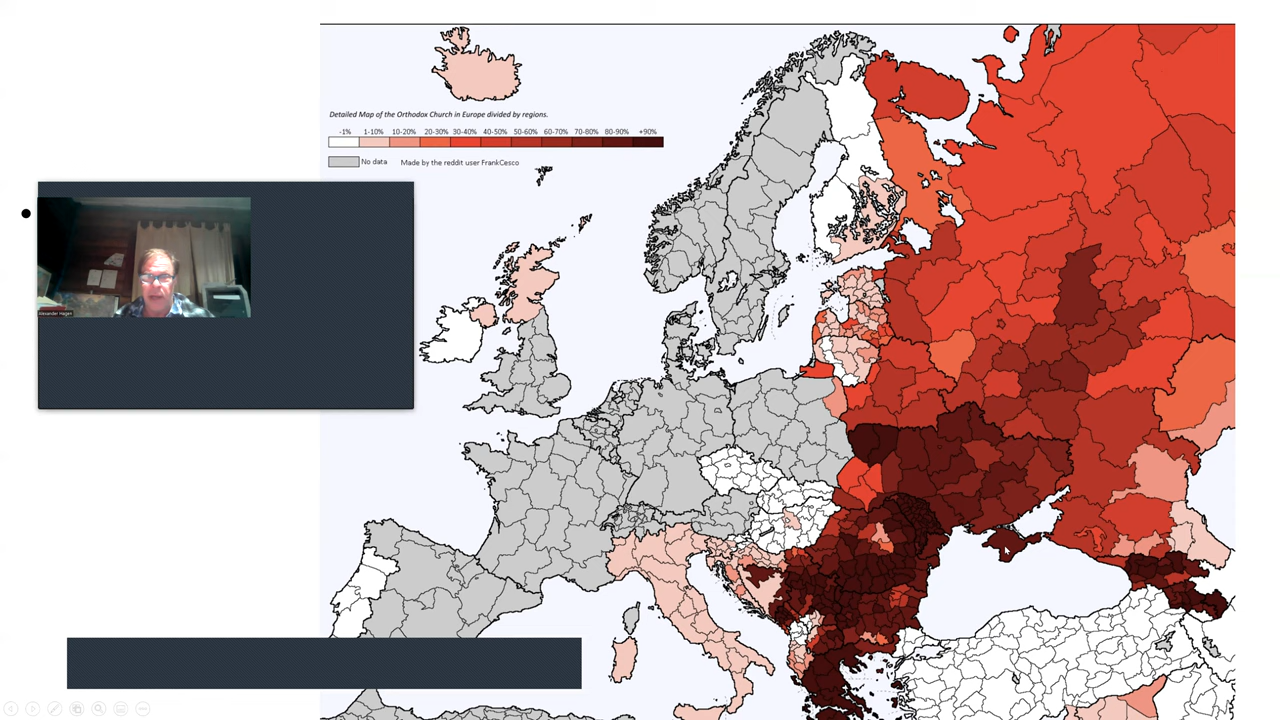 Detailed Map of the Orthodox Church in Europe divided by regions.
-1% 1-10% 10-20% 20-30% 30-40% 40-50% 50-60% 60-70% 70-80% 80-90% +90%
No data Made by the reddit user FrankCesco
Alexander Hagen